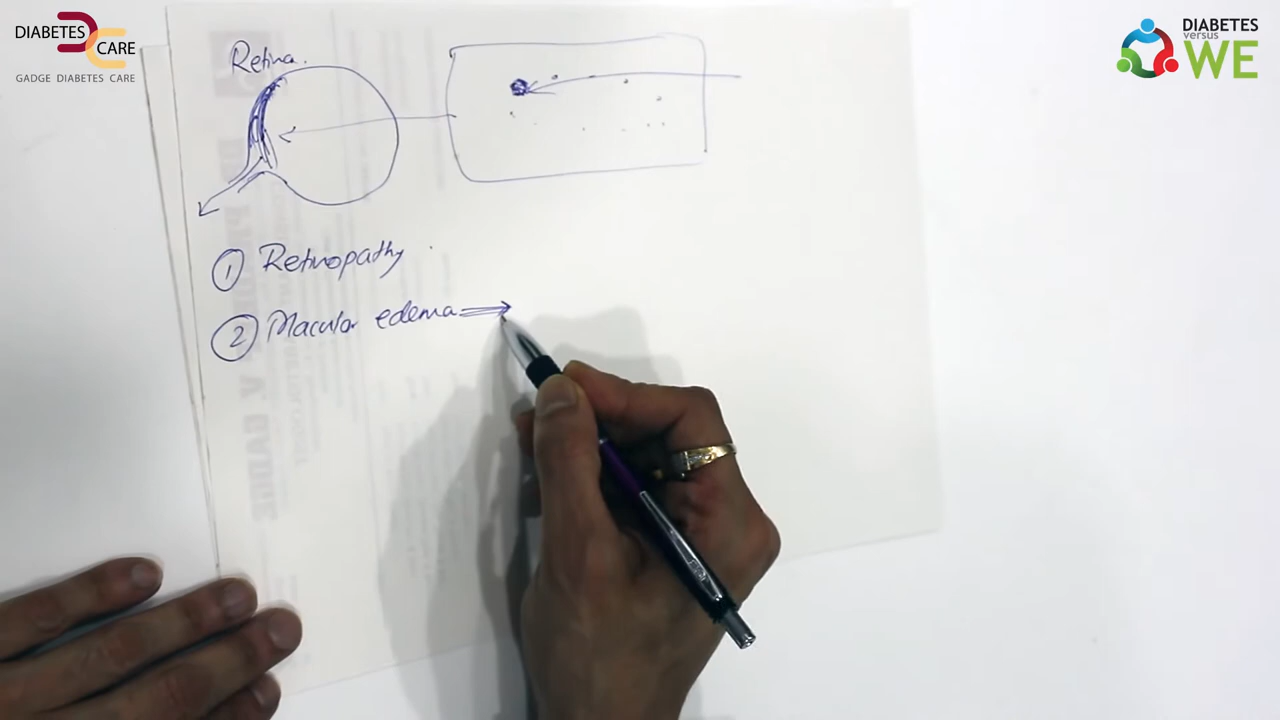 DIABETES
CARE
GADGE DIABETES CARE
DIABETES
versus
WE
Retina.
① Retinopathy
② Macular edema ⇒